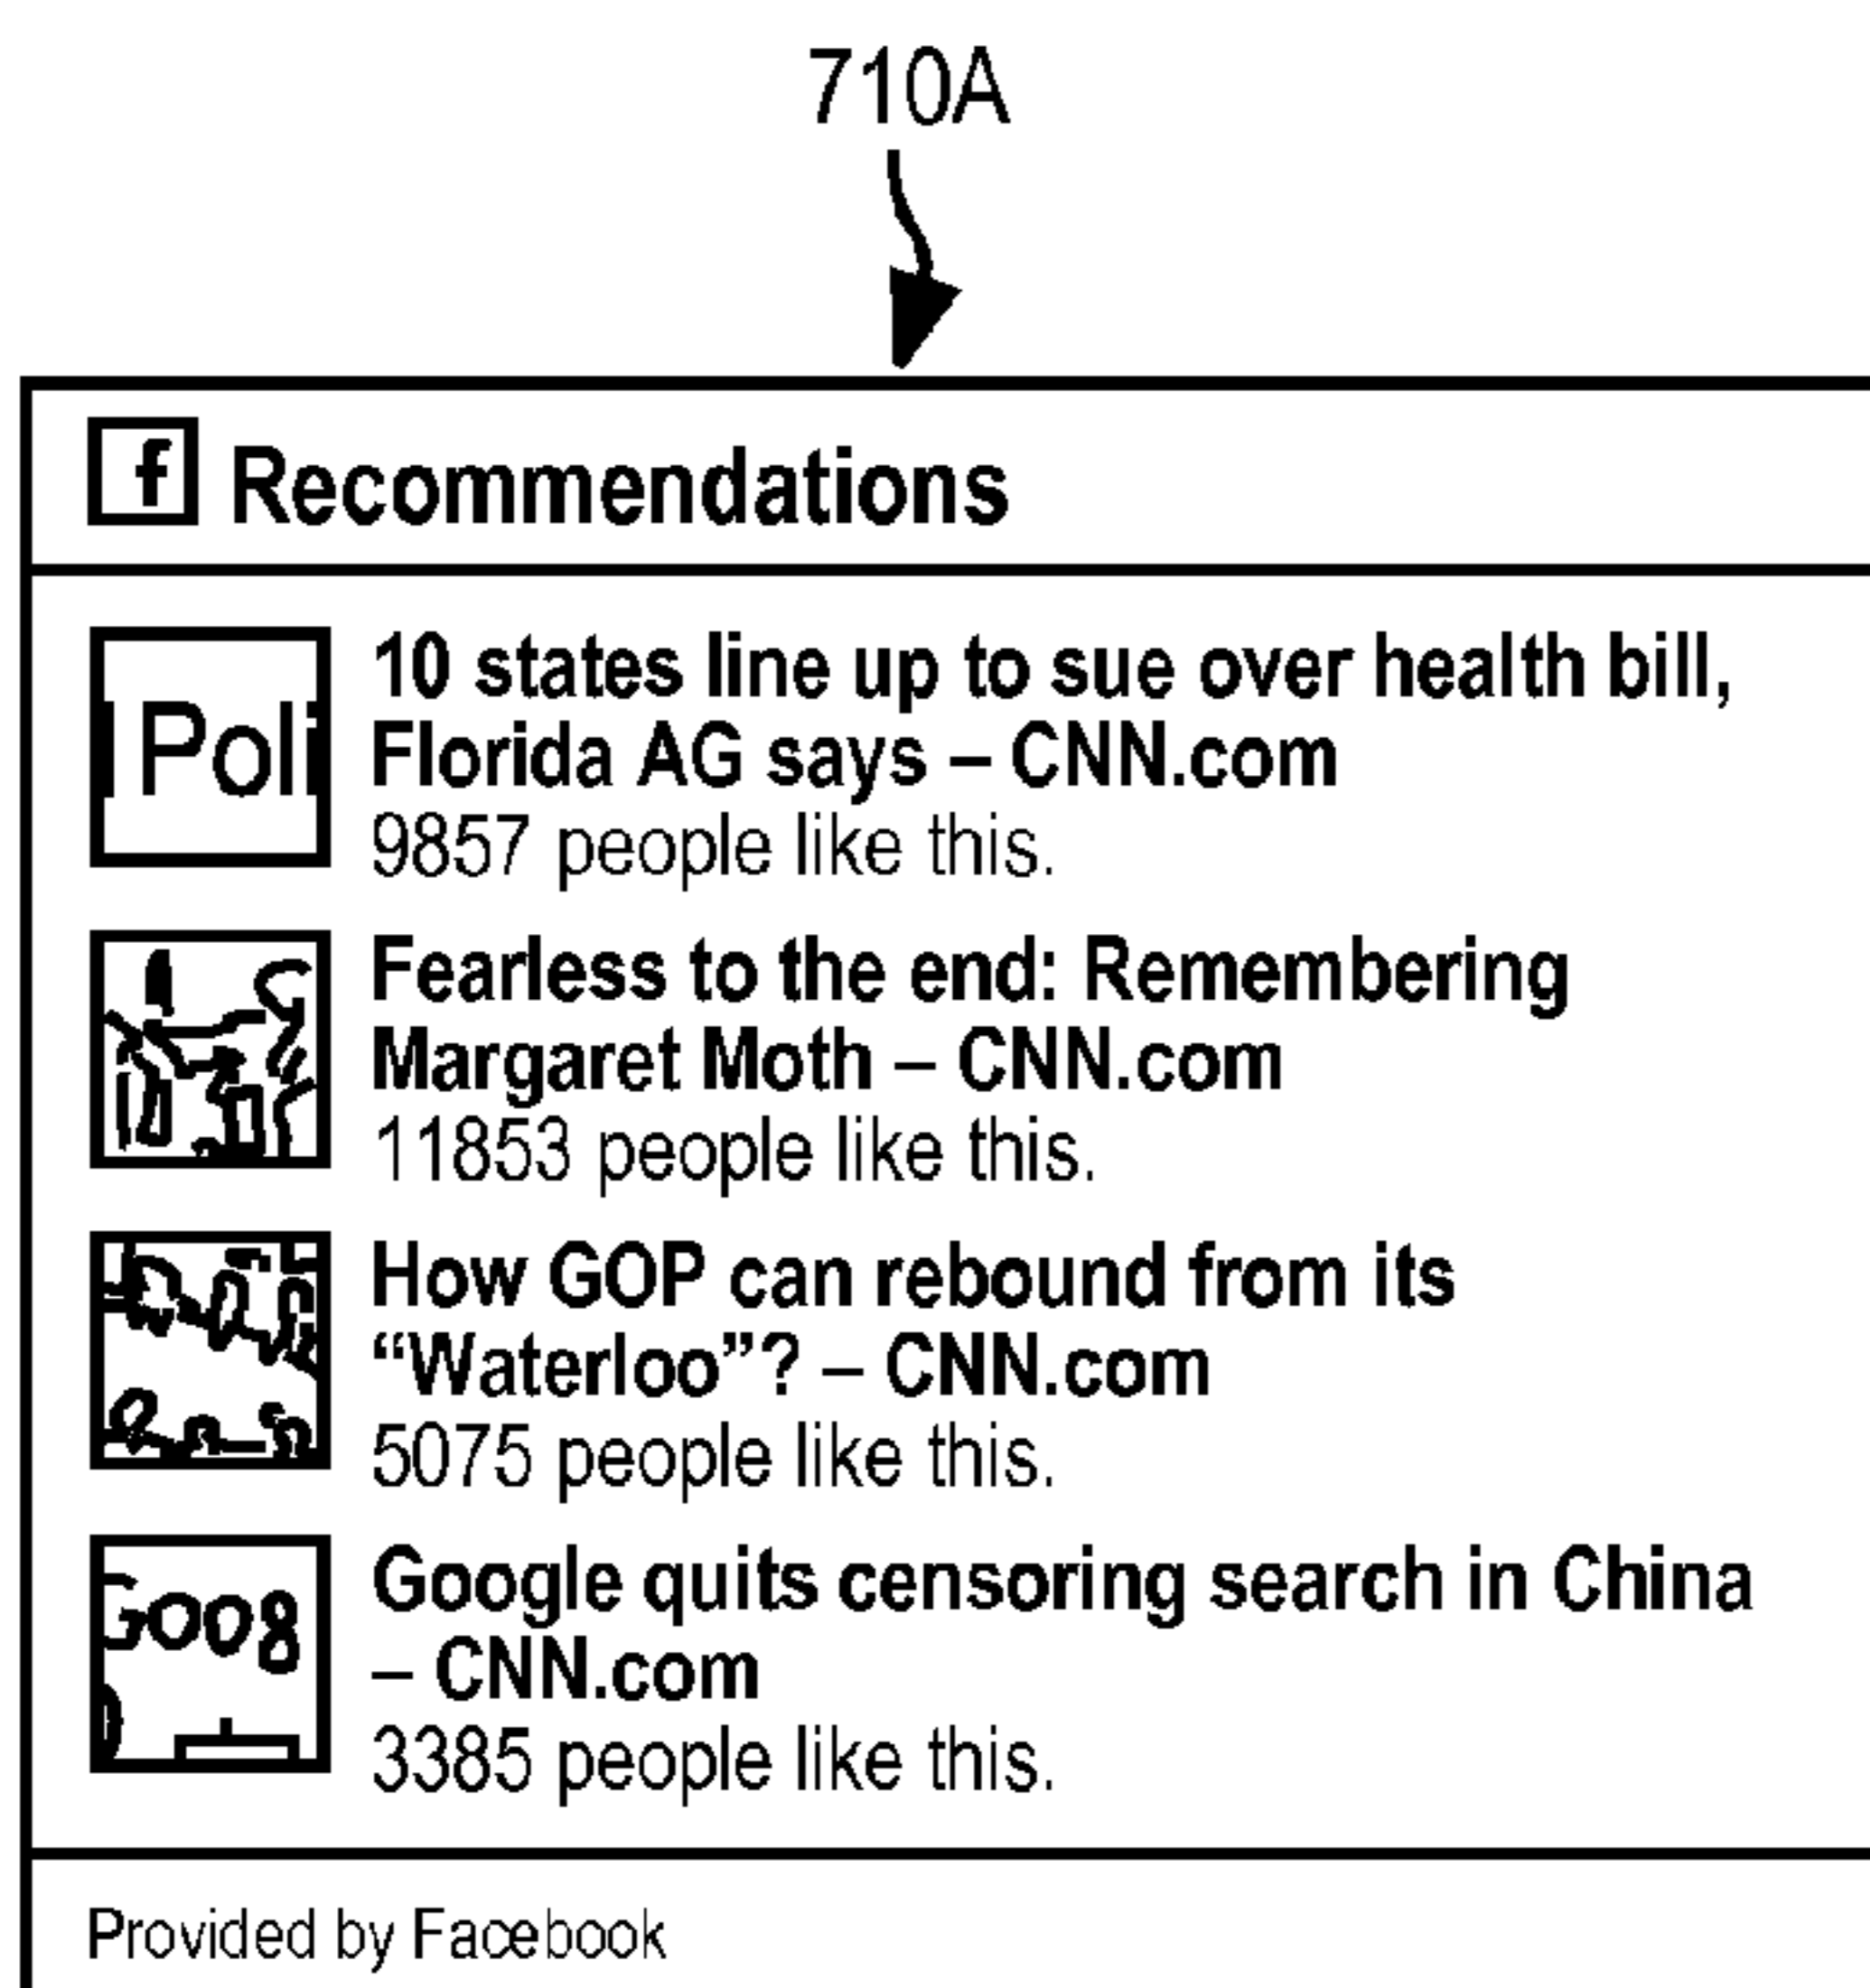 710A
f Recommendations
Poli
10 states line up to sue over health bill,
Florida AG says – CNN.com
9857 people like this.
Fearless to the end: Remembering
Margaret Moth – CNN.com
11853 people like this.
How GOP can rebound from its
“Waterloo”? – CNN.com
5075 people like this.
Goog
Google quits censoring search in China
– CNN.com
3385 people like this.
Provided by Facebook